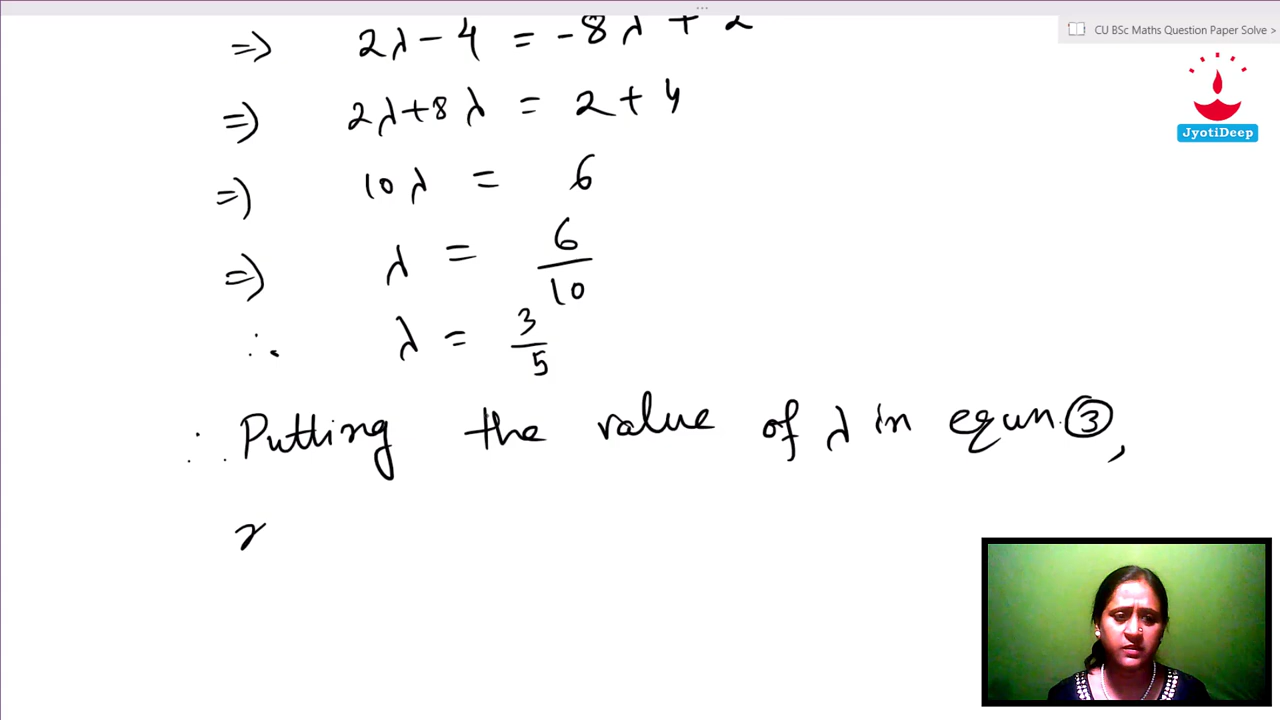 CU BSc Maths Question Paper Solve >
=> 2λ - 4 = -8λ + 2
JyotiDeep
=> 2λ+8λ = 2+4
=> 10λ = 6
=> λ = 6/10
∴ λ = 3/5
∴ Putting the value of λ in equn. ③,
x